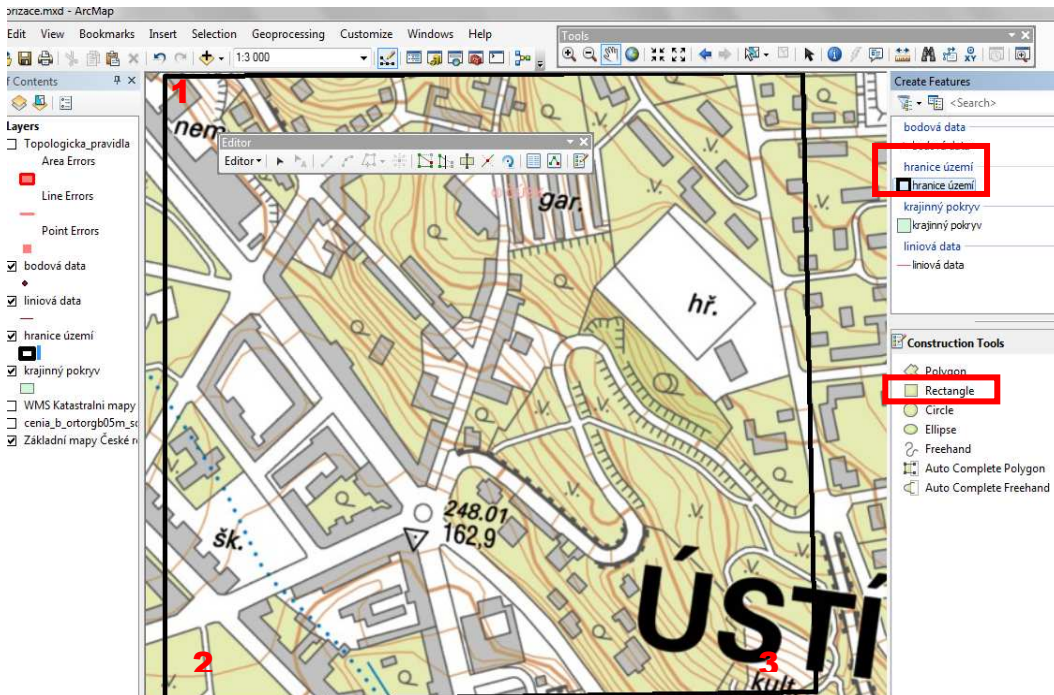 orizace.mxd - ArcMap
Edit View Bookmarks Insert Selection Geoprocessing Customize Windows Help
Tools
1:3 000
f Contents
Layers
Topologicka_pravidla
Area Errors
Line Errors
Point Errors
bodová data
liniová data
hranice území
krajinný pokryv
WMS Katastralni mapy
cenia_b_ortorgb05m_sc
Základní mapy České r
1
nem
Editor
Editor
gar.
hř.
248.01
162,9
šk.
ÚSTÍ
2
3
kult
Create Features
<Search>
bodová data
hranice území
hranice území
krajinný pokryv
krajinný pokryv
liniová data
liniová data
Construction Tools
Polygon
Rectangle
Circle
Ellipse
Freehand
Auto Complete Polygon
Auto Complete Freehand